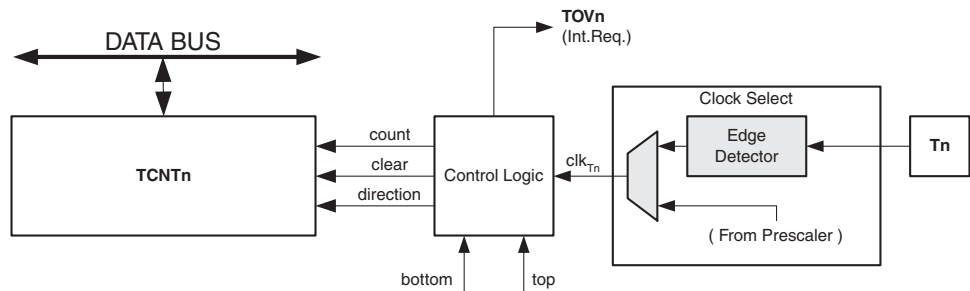 TOVn
(Int.Req.)
DATA BUS
Clock Select
count
Edge
Detector
Tn
TCNTn
clear
Control Logic
clkTn
direction
( From Prescaler )
bottom
top